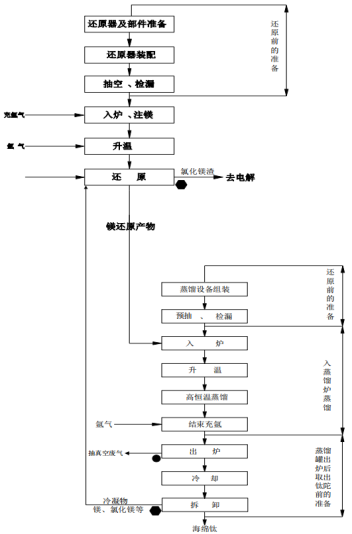 还原器及部件准备
还原器装配
抽空、检漏
还原前的准备
充氩气
入炉、注镁
氩 气
升温
还 原
氯化镁渣
去电解
镁还原产物
蒸馏设备组装
预抽 、 检漏
还原前的准备
入 炉
升 温
高恒温蒸馏
入蒸馏炉蒸馏
氩气
结束充氩
抽真空废气
出 炉
冷 却
蒸馏罐出炉后取出钛陀前的准备
冷凝物
镁、氯化镁等
拆 卸
海绵钛